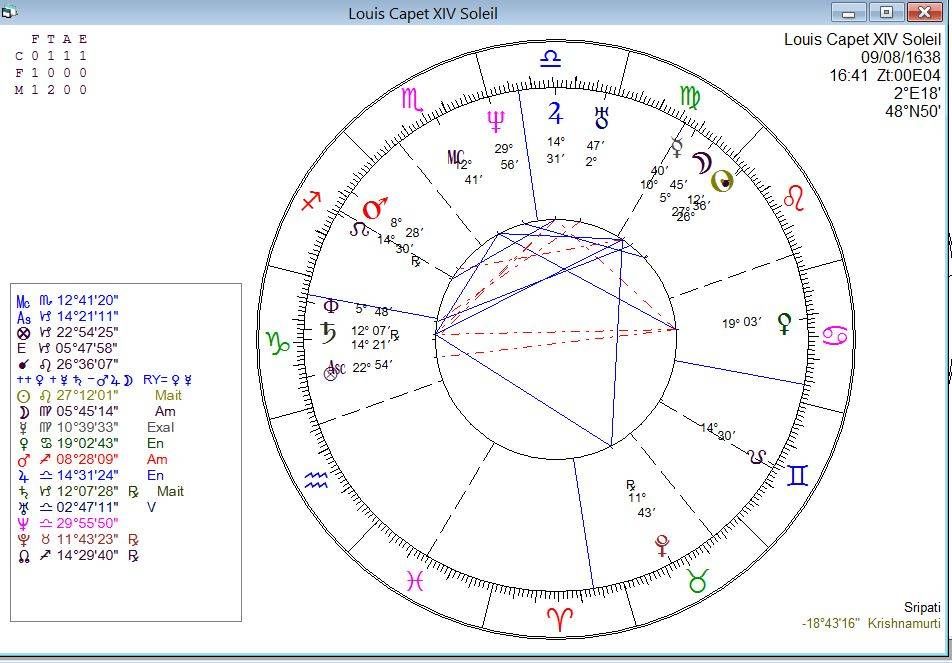 Louis Capet XIV Soleil
F T A E
C 0 1 1 1
F 1 0 0 0
M 1 2 0 0
Louis Capet XIV Soleil
09/08/1638
16:41 Zt:00E04
2°E18'
48°N50'
♎
♏ ♍
♆ ♃ ♅
29° 56' 14° 31' 47' 2°
MC 12° 41'
☿ ☽ ☉
40' 10° 45' 5° 12' 27° 36' 26°
♐ ♌
♂ 8° 28'
☊ 14° 30' ℞
5° 48'
♄ 12° 07' ℞
14° 21'
Asc
⊗ 22° 54'
19° 03' ♀
♑ ♋
14° 30' ☋
♒ ♊
℞ 11° 43'
♇
♓ ♉
♈
Mc ♏ 12°41'20"
As ♑ 14°21'11"
⊗ ♑ 22°54'25"
E ♑ 05°47'58"
♌ 26°36'07"
++ ♀ + ☿ ♄ − ♂ ♃ ☽ RY= ♀ ☿
☉ ♌ 27°12'01" Mait
☽ ♍ 05°45'14" Am
☿ ♍ 10°39'33" Exal
♀ ♋ 19°02'43" En
♂ ♐ 08°28'09" Am
♃ ♎ 14°31'24" En
♄ ♑ 12°07'28" ℞ Mait
♅ ♎ 02°47'11" V
♆ ♎ 29°55'50"
♇ ♉ 11°43'23" ℞
☊ ♐ 14°29'40" ℞
Sripati
-18°43'16" Krishnamurti